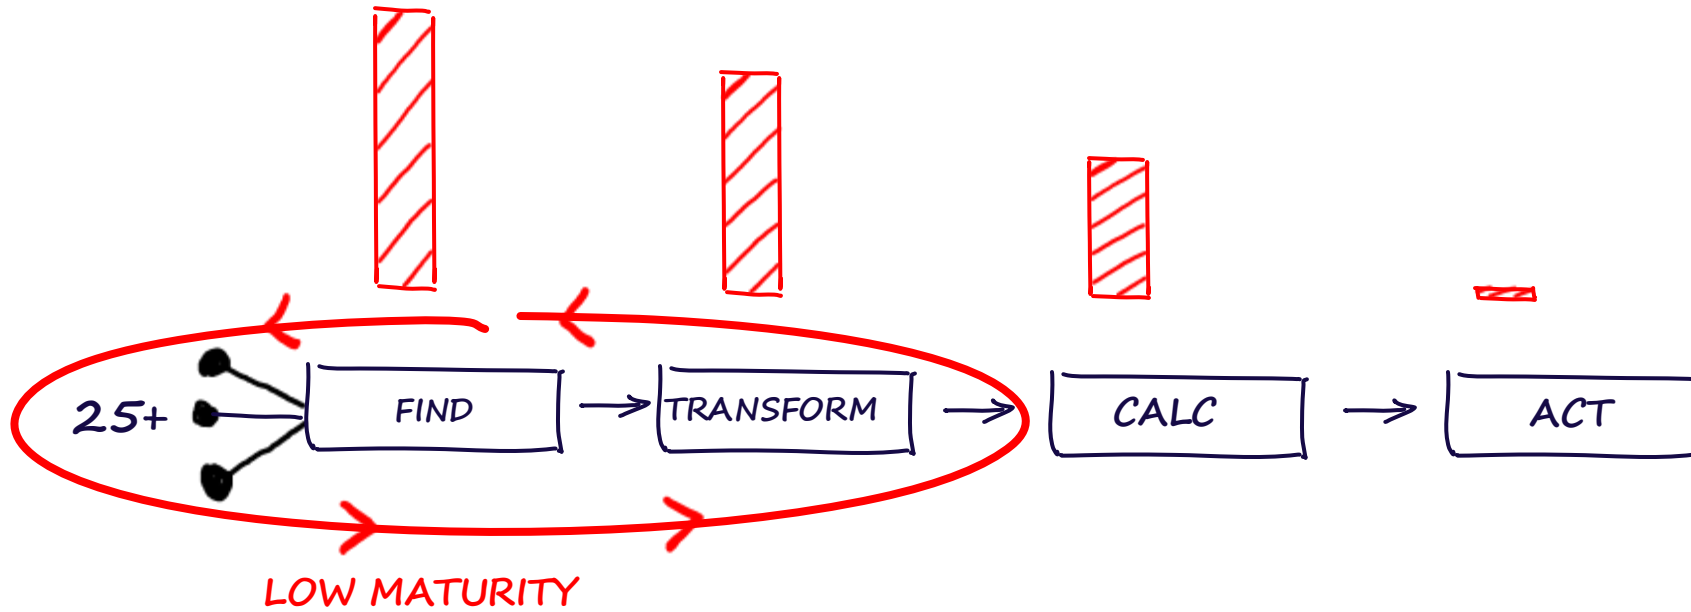 25+
FIND
TRANSFORM
CALC
ACT
LOW MATURITY